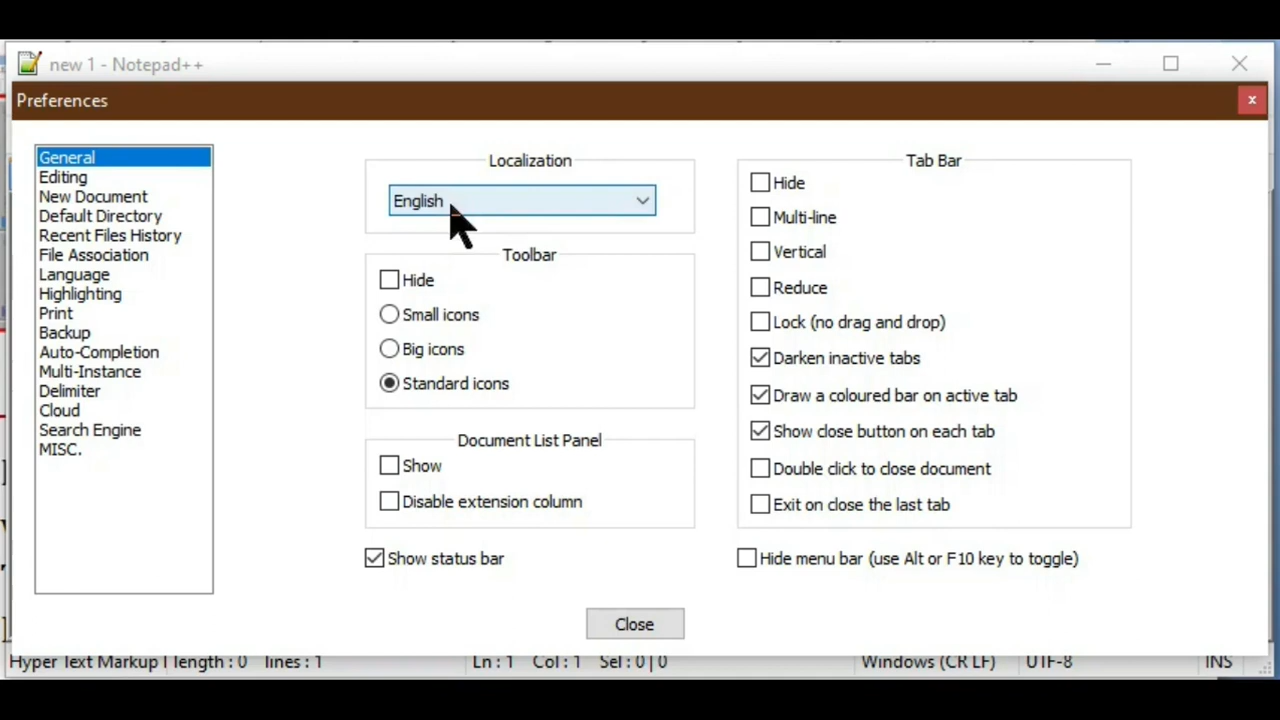 new 1 - Notepad++
Preferences
General
Editing
New Document
Default Directory
Recent Files History
File Association
Language
Highlighting
Print
Backup
Auto-Completion
Multi-Instance
Delimiter
Cloud
Search Engine
MISC.
Localization
English
Toolbar
Hide
Small icons
Big icons
Standard icons
Document List Panel
Show
Disable extension column
Show status bar
Tab Bar
Hide
Multi-line
Vertical
Reduce
Lock (no drag and drop)
Darken inactive tabs
Draw a coloured bar on active tab
Show close button on each tab
Double click to close document
Exit on close the last tab
Hide menu bar (use Alt or F10 key to toggle)
Close
Hyper Text Markup l length : 0 lines : 1 Ln : 1 Col : 1 Sel : 0 | 0 Windows (CR LF) UTF-8 INS